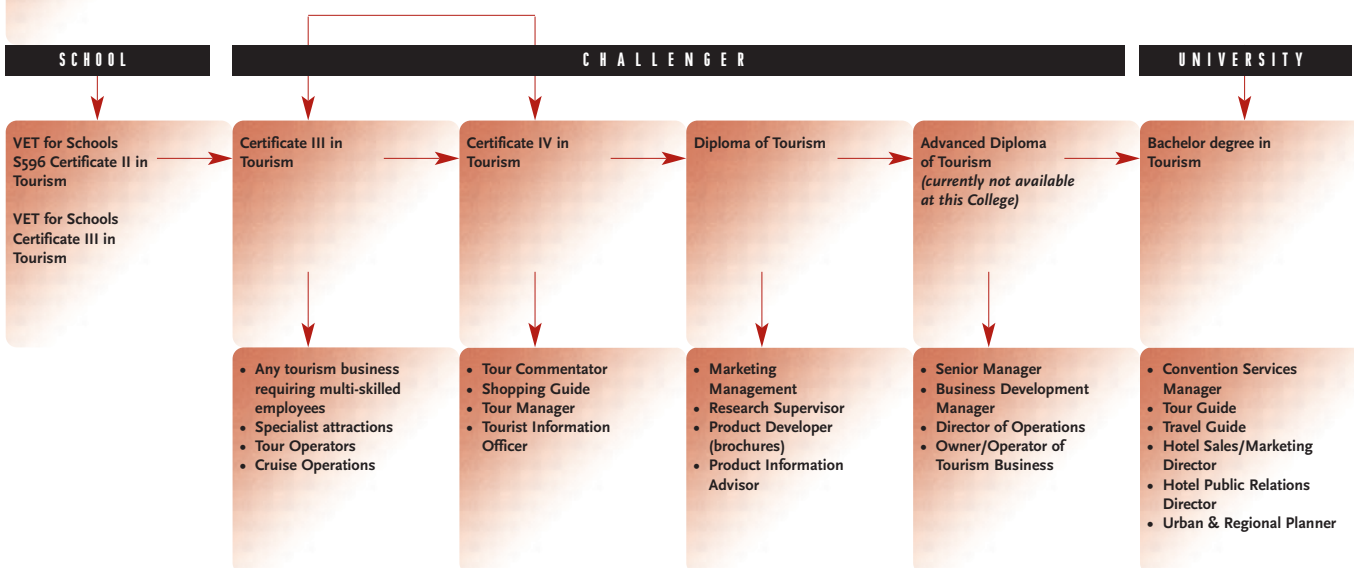 SCHOOL
CHALLENGER
UNIVERSITY
VET for Schools
S596 Certificate II in
Tourism
VET for Schools
Certificate III in
Tourism
Certificate III in
Tourism
Certificate IV in
Tourism
Diploma of Tourism
Advanced Diploma
of Tourism
(currently not available
at this College)
Bachelor degree in
Tourism
• Any tourism business
requiring multi-skilled
employees
• Specialist attractions
• Tour Operators
• Cruise Operations
• Tour Commentator
• Shopping Guide
• Tour Manager
• Tourist Information
Officer
• Marketing
Management
• Research Supervisor
• Product Developer
(brochures)
• Product Information
Advisor
• Senior Manager
• Business Development
Manager
• Director of Operations
• Owner/Operator of
Tourism Business
• Convention Services
Manager
• Tour Guide
• Travel Guide
• Hotel Sales/Marketing
Director
• Hotel Public Relations
Director
• Urban & Regional Planner